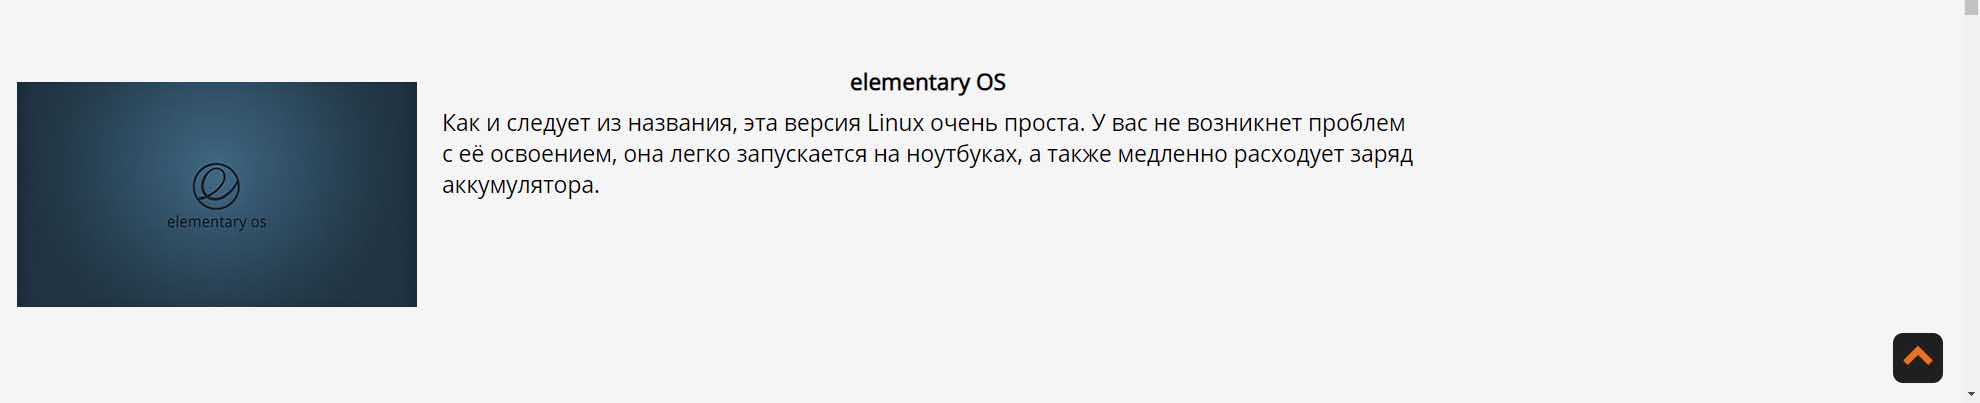 elementary OS
Как и следует из названия, эта версия Linux очень проста. У вас не возникнет проблем
с её освоением, она легко запускается на ноутбуках, а также медленно расходует заряд
аккумулятора.
elementary os